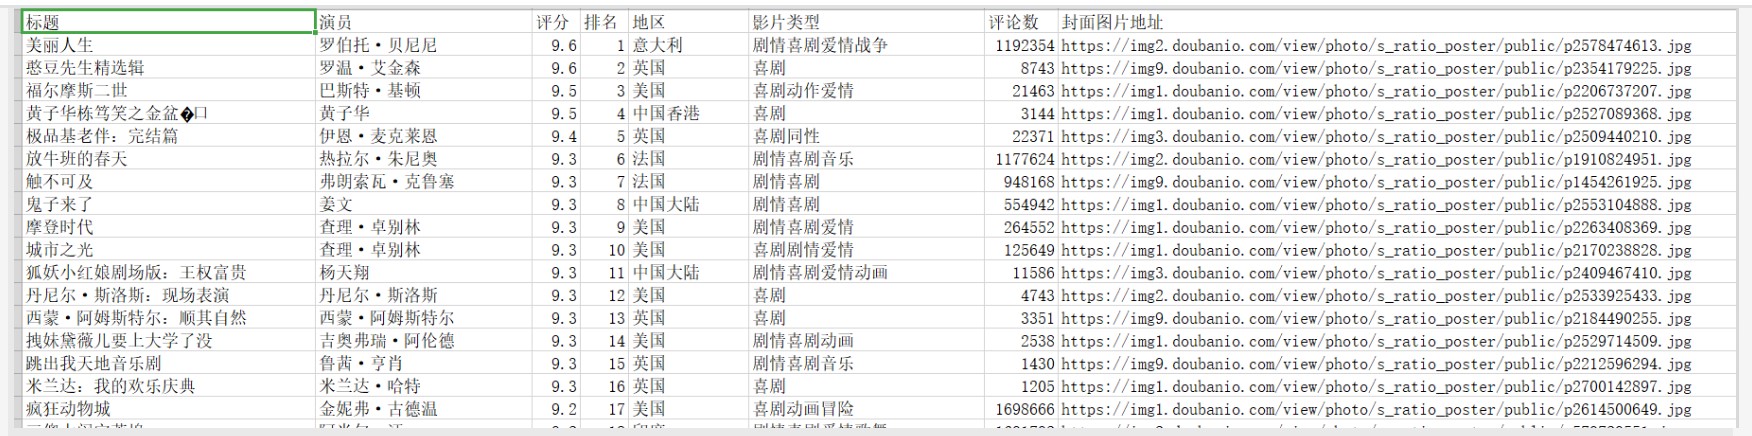 标题 演员 评分 排名 地区 影片类型 评论数 封面图片地址
美丽人生 罗伯托·贝尼尼 9.6 1 意大利 剧情喜剧爱情战争 1192354 https://img2.doubanio.com/view/photo/s_ratio_poster/public/p2578474613.jpg
憨豆先生精选辑 罗温·艾金森 9.6 2 英国 喜剧 8743 https://img9.doubanio.com/view/photo/s_ratio_poster/public/p2354179225.jpg
福尔摩斯二世 巴斯特·基顿 9.5 3 美国 喜剧动作爱情 21463 https://img1.doubanio.com/view/photo/s_ratio_poster/public/p2206737207.jpg
黄子华栋笃笑之金盆�口 黄子华 9.5 4 中国香港 喜剧 3144 https://img1.doubanio.com/view/photo/s_ratio_poster/public/p2527089368.jpg
极品基老伴：完结篇 伊恩·麦克莱恩 9.4 5 英国 喜剧同性 22371 https://img3.doubanio.com/view/photo/s_ratio_poster/public/p2509440210.jpg
放牛班的春天 热拉尔·朱尼奥 9.3 6 法国 剧情喜剧音乐 1177624 https://img2.doubanio.com/view/photo/s_ratio_poster/public/p1910824951.jpg
触不可及 弗朗索瓦·克鲁塞 9.3 7 法国 剧情喜剧 948168 https://img9.doubanio.com/view/photo/s_ratio_poster/public/p1454261925.jpg
鬼子来了 姜文 9.3 8 中国大陆 剧情喜剧 554942 https://img1.doubanio.com/view/photo/s_ratio_poster/public/p2553104888.jpg
摩登时代 查理·卓别林 9.3 9 美国 剧情喜剧爱情 264552 https://img1.doubanio.com/view/photo/s_ratio_poster/public/p2263408369.jpg
城市之光 查理·卓别林 9.3 10 美国 喜剧剧情爱情 125649 https://img1.doubanio.com/view/photo/s_ratio_poster/public/p2170238828.jpg
狐妖小红娘剧场版：王权富贵 杨天翔 9.3 11 中国大陆 剧情喜剧爱情动画 11586 https://img3.doubanio.com/view/photo/s_ratio_poster/public/p2409467410.jpg
丹尼尔·斯洛斯：现场表演 丹尼尔·斯洛斯 9.3 12 美国 喜剧 4743 https://img2.doubanio.com/view/photo/s_ratio_poster/public/p2533925433.jpg
西蒙·阿姆斯特尔：顺其自然 西蒙·阿姆斯特尔 9.3 13 英国 喜剧 3351 https://img9.doubanio.com/view/photo/s_ratio_poster/public/p2184490255.jpg
拽妹黛薇儿要上大学了没 吉奥弗瑞·阿伦德 9.3 14 美国 剧情喜剧动画 2538 https://img1.doubanio.com/view/photo/s_ratio_poster/public/p2529714509.jpg
跳出我天地音乐剧 鲁茜·亨肖 9.3 15 英国 剧情喜剧音乐 1430 https://img9.doubanio.com/view/photo/s_ratio_poster/public/p2212596294.jpg
米兰达：我的欢乐庆典 米兰达·哈特 9.3 16 英国 喜剧 1205 https://img1.doubanio.com/view/photo/s_ratio_poster/public/p2700142897.jpg
疯狂动物城 金妮弗·古德温 9.2 17 美国 喜剧动画冒险 1698666 https://img1.doubanio.com/view/photo/s_ratio_poster/public/p2614500649.jpg